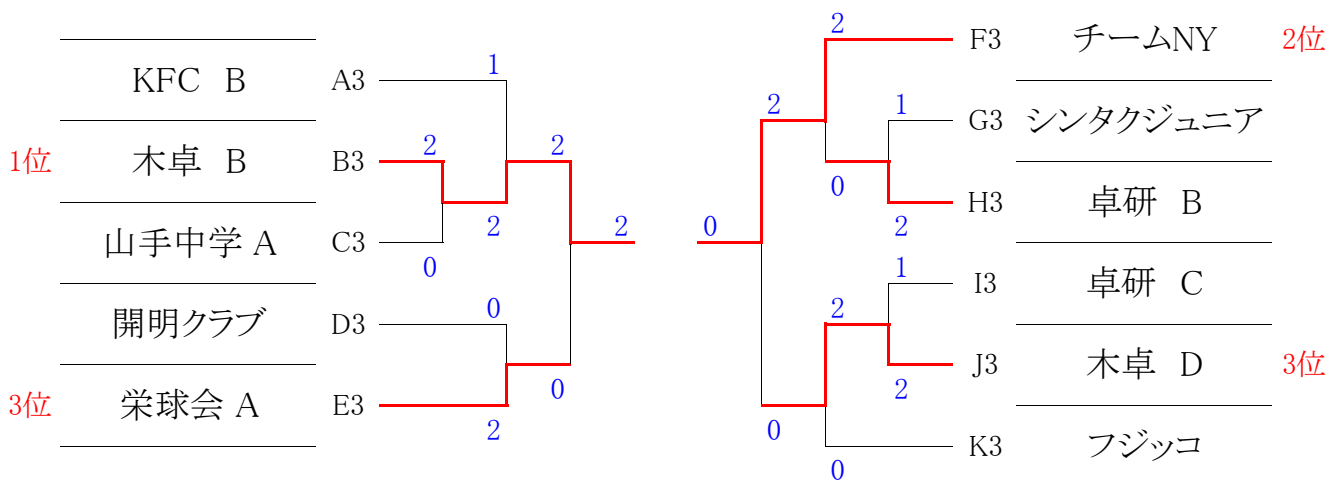 2
F3 チームNY 2位
1
KFC B A3
2 1
G3 シンタクジュニア
2 2
1位 木卓 B B3
0
H3 卓研 B
2 2
2 0
山手中学 A C3
0 1
I3 卓研 C
0 2
開明クラブ D3
J3 木卓 D 3位
0 2
3位 栄球会 A E3
2 0
K3 フジッコ
0